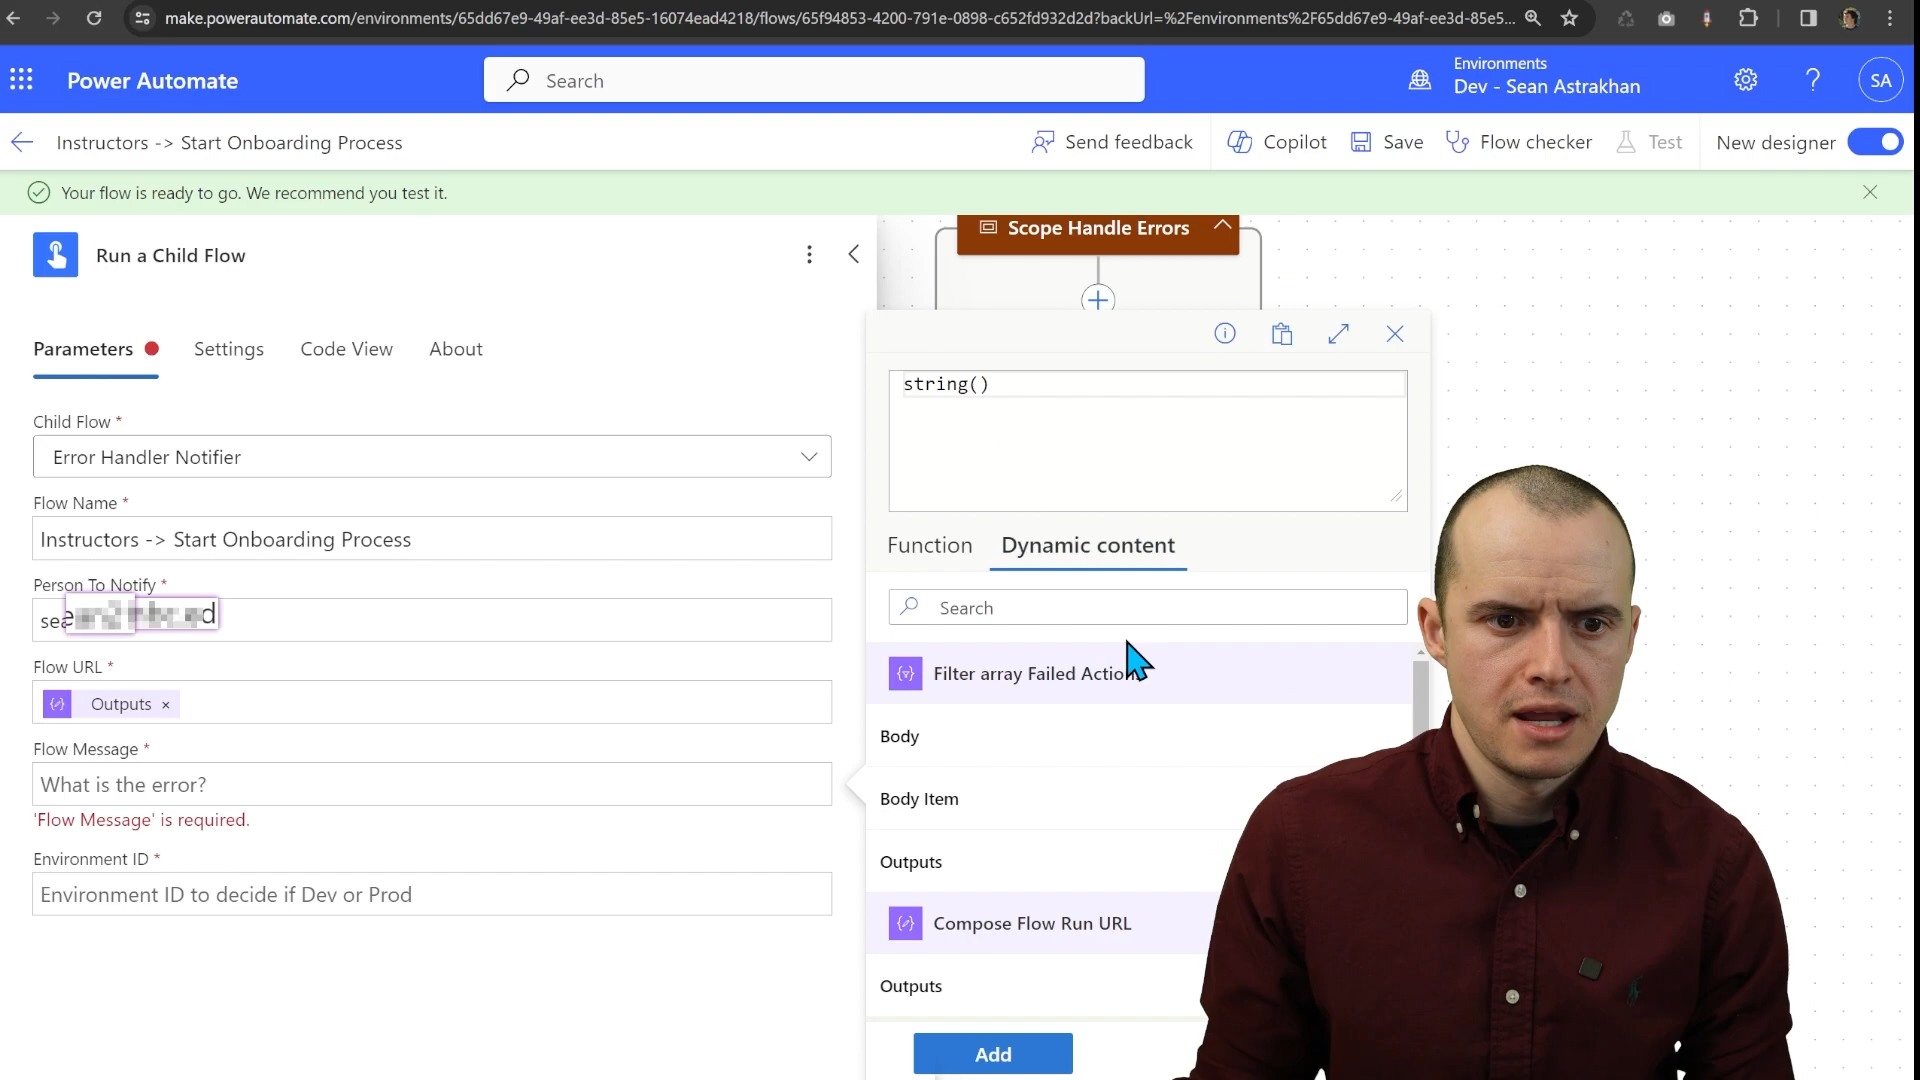 make.powerautomate.com/environments/65dd67e9-49af-ee3d-85e5-16074ead4218/flows/65f94853-4200-791e-0898-c652fd932d2d?backUrl=%2Fenvironments%2F65dd67e9-49af-ee3d-85e5...
Power Automate
Search
Environments
Dev - Sean Astrakhan
SA
Instructors -> Start Onboarding Process
Send feedback
Copilot
Save
Flow checker
Test
New designer
Your flow is ready to go. We recommend you test it.
Run a Child Flow
Scope Handle Errors
Parameters
Settings
Code View
About
string()
Child Flow *
Error Handler Notifier
Flow Name *
Instructors -> Start Onboarding Process
Function
Dynamic content
Person To Notify *
Search
Flow URL *
Outputs ×
Filter array Failed Action
Flow Message *
What is the error?
'Flow Message' is required.
Body
Body Item
Environment ID *
Environment ID to decide if Dev or Prod
Outputs
Compose Flow Run URL
Outputs
Add